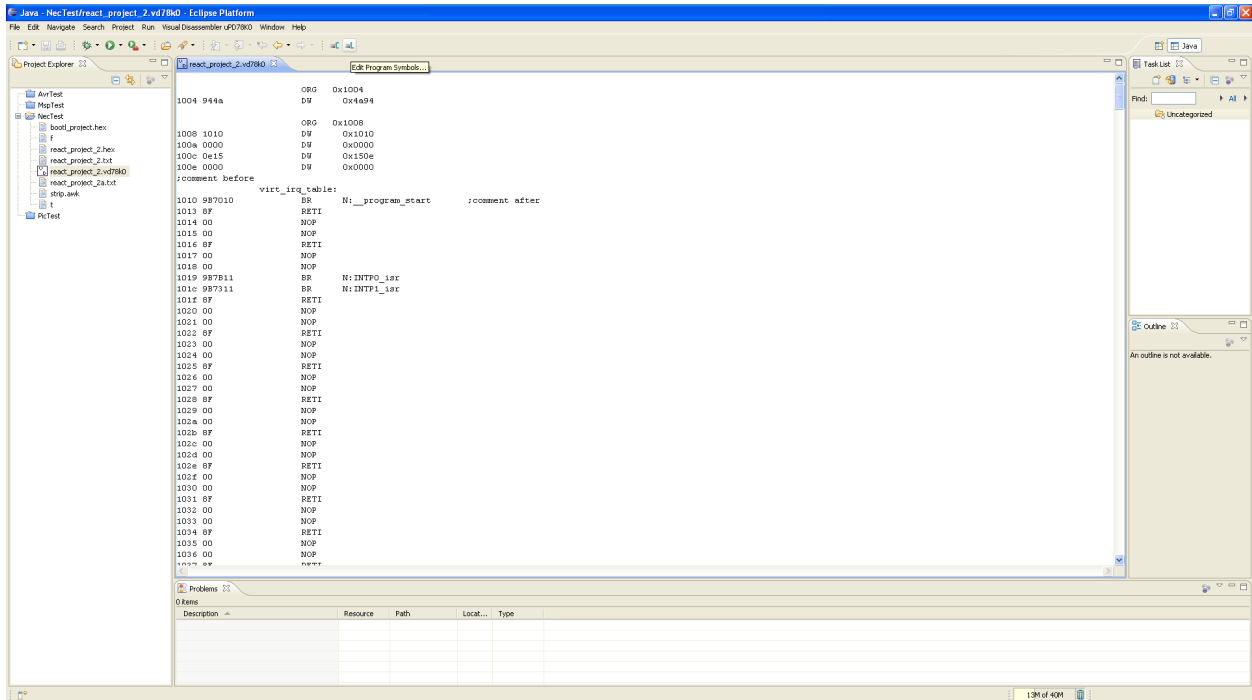 Java - NecTest/react_project_2.vd78k0 - Eclipse Platform
File Edit Navigate Search Project Run Visual Disassembler uPD78K0 Window Help
Java
Project Explorer
AvrTest
MspTest
NecTest
bootl_project.hex
f
react_project_2.hex
react_project_2.txt
react_project_2.vd78k0
react_project_2a.txt
strip.awk
t
PicTest
react_project_2.vd78k0
Edit Program Symbols...
ORG 0x1004
1004 944a DW 0x4a94
ORG 0x1008
1008 1010 DW 0x1010
100a 0000 DW 0x0000
100c 0e15 DW 0x150e
100e 0000 DW 0x0000
;comment before
virt_irq_table:
1010 9B7010 BR N:__program_start ;comment after
1013 8F RETI
1014 00 NOP
1015 00 NOP
1016 8F RETI
1017 00 NOP
1018 00 NOP
1019 9B7B11 BR N:INTP0_isr
101c 9B7311 BR N:INTP1_isr
101f 8F RETI
1020 00 NOP
1021 00 NOP
1022 8F RETI
1023 00 NOP
1024 00 NOP
1025 8F RETI
1026 00 NOP
1027 00 NOP
1028 8F RETI
1029 00 NOP
102a 00 NOP
102b 8F RETI
102c 00 NOP
102d 00 NOP
102e 8F RETI
102f 00 NOP
1030 00 NOP
1031 8F RETI
1032 00 NOP
1033 00 NOP
1034 8F RETI
1035 00 NOP
1036 00 NOP
1037 8F RETI
Task List
Find: All
Uncategorized
Outline
An outline is not available.
Problems
0 items
Description Resource Path Locat... Type
13M of 40M